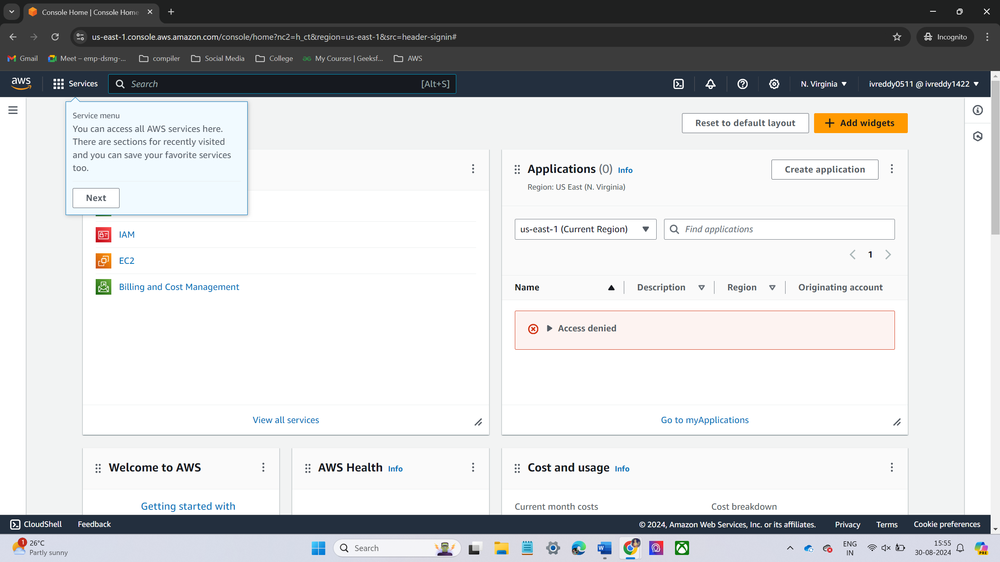 Console Home | Console Home
us-east-1.console.aws.amazon.com/console/home?nc2=h_ct&region=us-east-1&src=header-signin#
Incognito
Gmail
Meet – emp-dsmg-...
compiler
Social Media
College
My Courses | Geeksf...
AWS
aws
Services
Search
[Alt+S]
N. Virginia
ivreddy0511 @ ivreddy1422
Service menu
You can access all AWS services here.
There are sections for recently visited
and you can save your favorite services
too.
Next
Reset to default layout
Add widgets
IAM
EC2
Billing and Cost Management
View all services
Applications (0) Info
Region: US East (N. Virginia)
Create application
us-east-1 (Current Region)
Find applications
1
Name
Description
Region
Originating account
Access denied
Go to myApplications
Welcome to AWS
Getting started with
AWS Health Info
Cost and usage Info
Current month costs
Cost breakdown
CloudShell
Feedback
© 2024, Amazon Web Services, Inc. or its affiliates.
Privacy
Terms
Cookie preferences
1
26°C
Partly sunny
Search
W
ENG
IN
15:55
30-08-2024
PRE